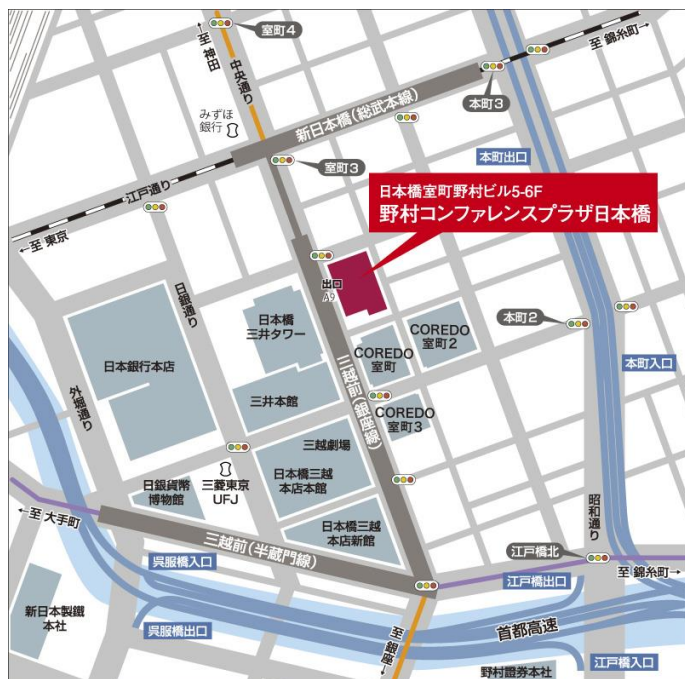 室町4
至 錦糸町→
←至 神田
中央通り
みずほ
銀行
本町3
新日本橋(総武本線)
室町3
本町出口
江戸通り
日本橋室町野村ビル5-6F
野村コンファレンスプラザ日本橋
←至 東京
日銀通り
出口
A9
日本橋
三井タワー
COREDO
室町2
本町2
COREDO
室町
日本銀行本店
三越前(銀座線)
本町入口
外堀通り
三井本館
COREDO
室町3
三越劇場
日本橋三越
本店本館
三菱東京
UFJ
日銀貨幣
博物館
日本橋三越
本店新館
昭和通り
←至 大手町
三越前(半蔵門線)
江戸橋北
呉服橋入口
江戸橋出口
至 錦糸町→
新日本製鐵
本社
呉服橋出口
首都高速
至 銀座→
野村證券本社
江戸橋入口